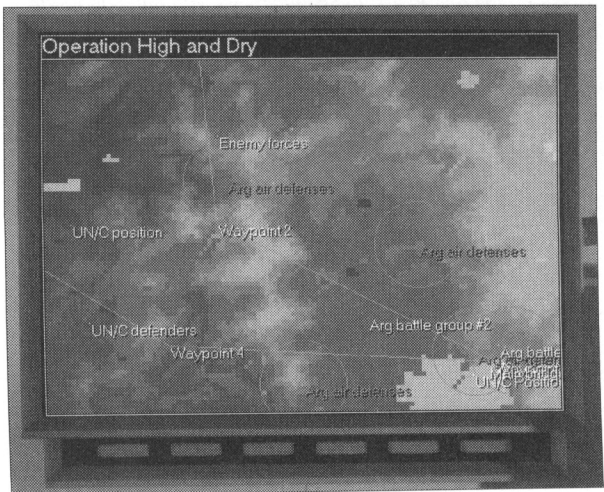 Operation High and Dry
Enemy forces
Arg air defenses
UN/C position
Waypoint 2
Arg air defenses
UN/C defenders
Arg battle group #2
Waypoint 4
Arg battle
UN/C Positio
Arg air defenses